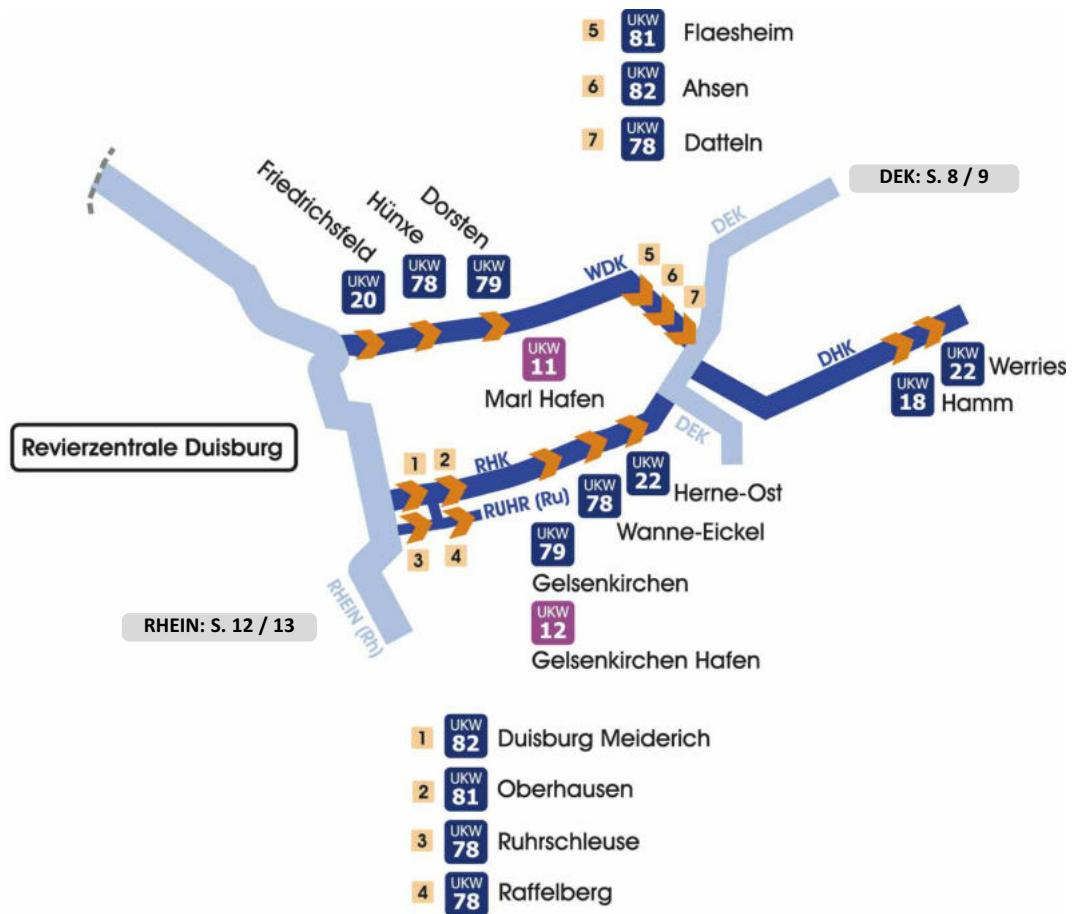 5 UKW 81 Flaesheim
6 UKW 82 Ahsen
7 UKW 78 Datteln
DEK: S. 8 / 9
Friedrichsfeld
Hünxe
Dorsten
UKW 20
UKW 78
UKW 79
WDK
5
6
7
DEK
UKW 11
Marl Hafen
DHK
UKW 22 Werries
UKW 18 Hamm
DEK
Revierzentrale Duisburg
1
2
RHK
RUHR (Ru)
3
4
UKW 22 Herne-Ost
UKW 78
Wanne-Eickel
UKW 79
Gelsenkirchen
UKW 12
Gelsenkirchen Hafen
RHEIN (Rh)
RHEIN: S. 12 / 13
1 UKW 82 Duisburg Meiderich
2 UKW 81 Oberhausen
3 UKW 78 Ruhrschleuse
4 UKW 78 Raffelberg